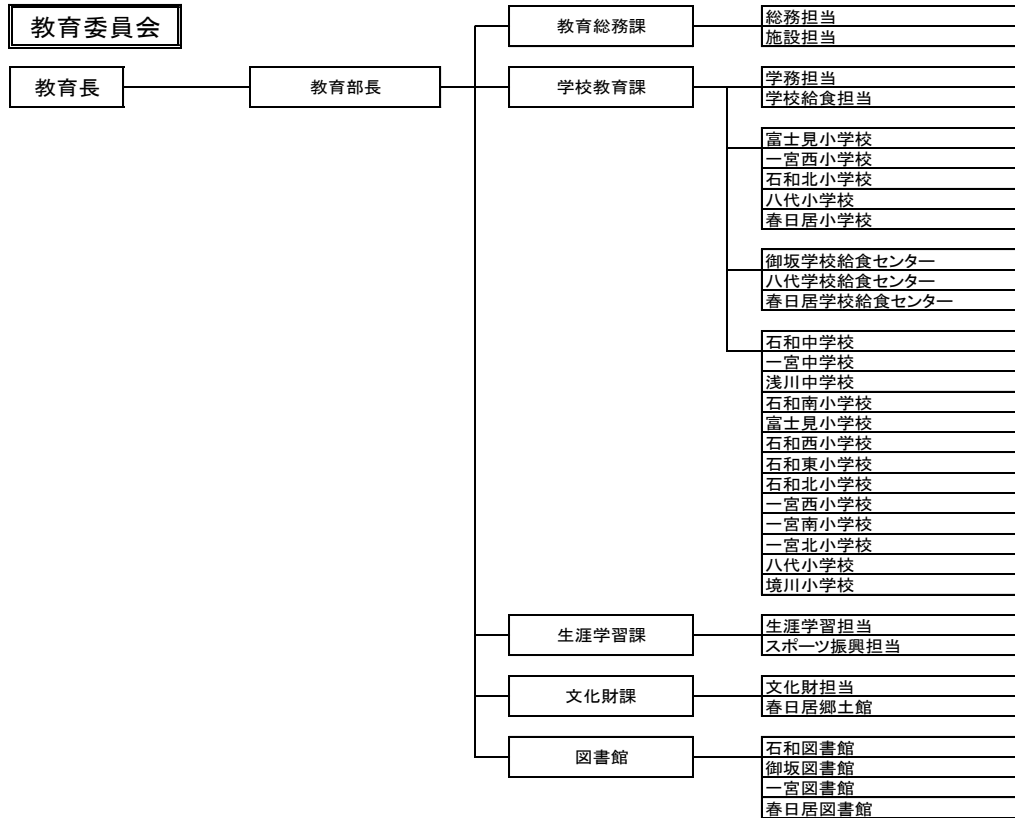 教育委員会
教育長
教育部長
教育総務課
総務担当
施設担当
学校教育課
学務担当
学校給食担当
富士見小学校
一宮西小学校
石和北小学校
八代小学校
春日居小学校
御坂学校給食センター
八代学校給食センター
春日居学校給食センター
石和中学校
一宮中学校
浅川中学校
石和南小学校
富士見小学校
石和西小学校
石和東小学校
石和北小学校
一宮西小学校
一宮南小学校
一宮北小学校
八代小学校
境川小学校
生涯学習課
生涯学習担当
スポーツ振興担当
文化財課
文化財担当
春日居郷土館
図書館
石和図書館
御坂図書館
一宮図書館
春日居図書館